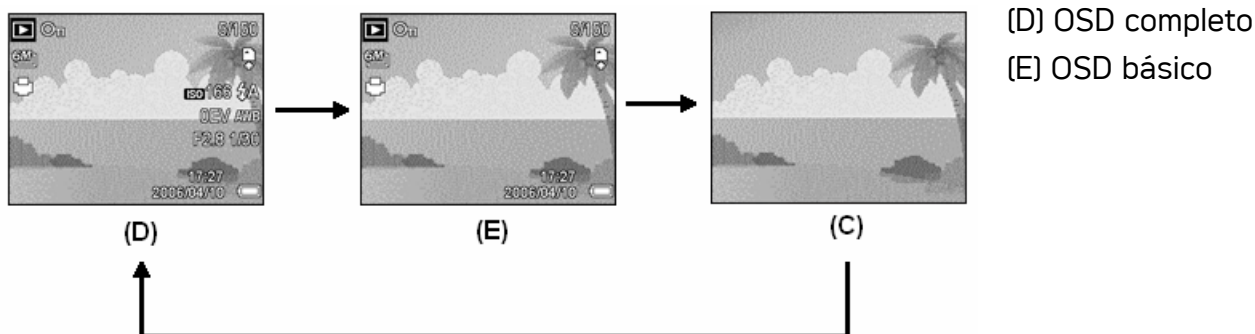 (D) OSD completo
(E) OSD básico
5/150
6M
ISO 166 A
0EV AWB
F2.8 1/30
17:27
2006/04/10
5/150
6M
17:27
2006/04/10
(D)
(E)
(C)